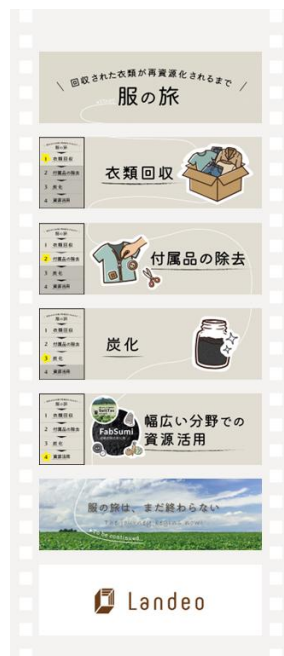 回収された衣類が再資源化されるまで
服の旅
服の旅
1 衣類回収
2 付属品の除去
3 炭化
4 資源活用
衣類回収
服の旅
1 衣類回収
2 付属品の除去
3 炭化
4 資源活用
付属品の除去
服の旅
1 衣類回収
2 付属品の除去
3 炭化
4 資源活用
炭化
服の旅
1 衣類回収
2 付属品の除去
3 炭化
4 資源活用
FabSumi
幅広い分野での
資源活用
服の旅は、まだ終わらない
To be continued...
Landeo